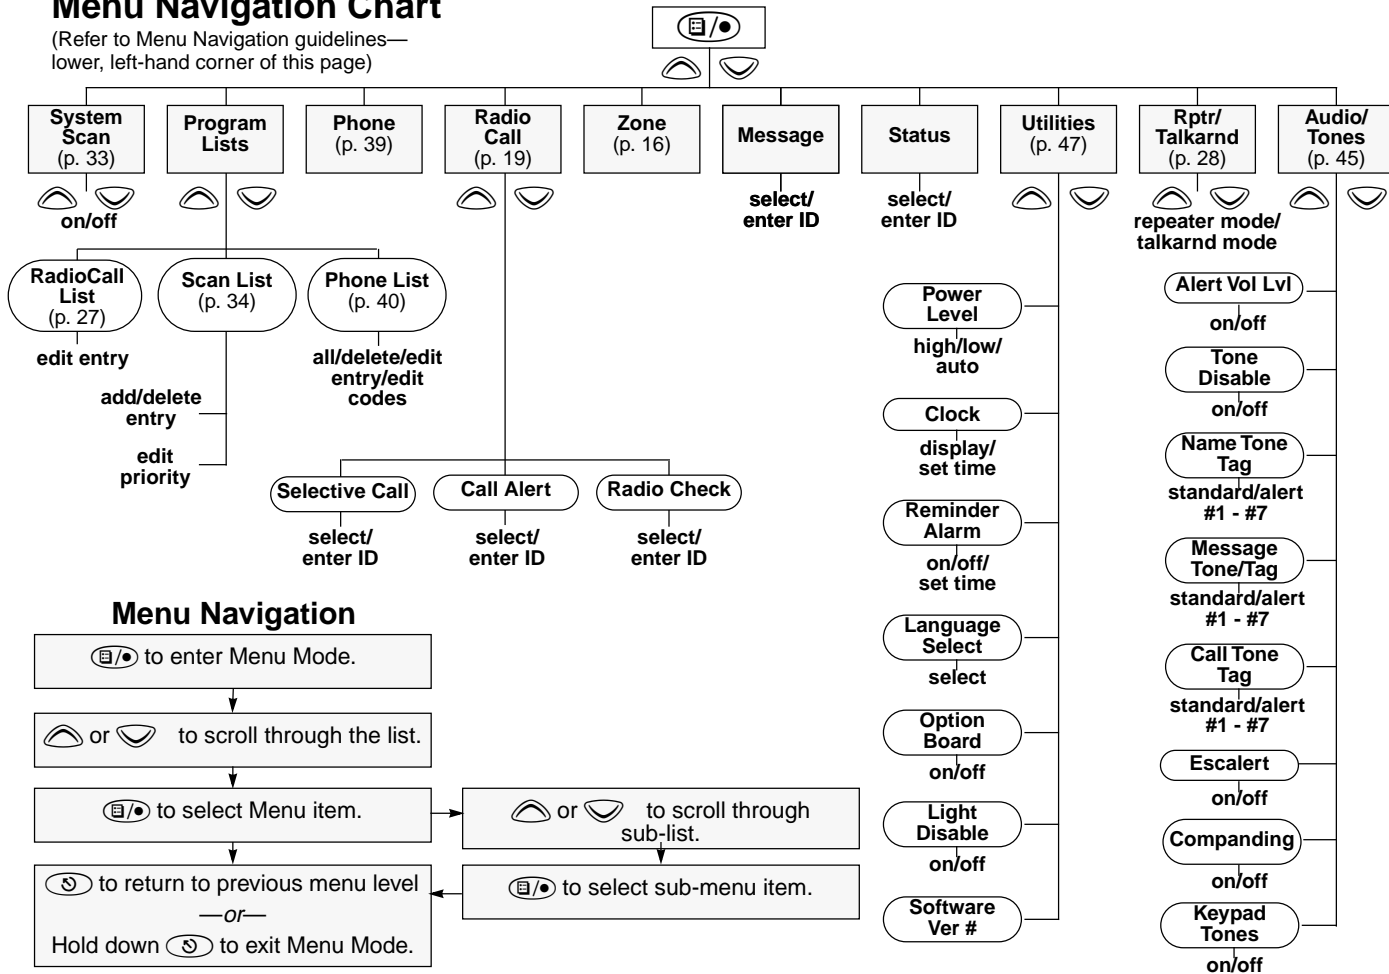 Menu Navigation Chart
(Refer to Menu Navigation guidelines—
lower, left-hand corner of this page)
System
Scan
(p. 33)
on/off
Program
Lists
Phone
(p. 39)
Radio
Call
(p. 19)
Zone
(p. 16)
Message
select/
enter ID
Status
select/
enter ID
Utilities
(p. 47)
Rptr/
Talkarnd
(p. 28)
repeater mode/
talkarnd mode
Audio/
Tones
(p. 45)
RadioCall
List
(p. 27)
edit entry
Scan List
(p. 34)
add/delete
entry
edit
priority
Phone List
(p. 40)
all/delete/edit
entry/edit
codes
Selective Call
select/
enter ID
Call Alert
select/
enter ID
Radio Check
select/
enter ID
Power
Level
high/low/
auto
Clock
display/
set time
Reminder
Alarm
on/off/
set time
Language
Select
select
Option
Board
on/off
Light
Disable
on/off
Software
Ver #
Alert Vol Lvl
on/off
Tone
Disable
on/off
Name Tone
Tag
standard/alert
#1 - #7
Message
Tone/Tag
standard/alert
#1 - #7
Call Tone
Tag
standard/alert
#1 - #7
Escalert
on/off
Companding
on/off
Keypad
Tones
on/off
Menu Navigation
to enter Menu Mode.
or to scroll through the list.
to select Menu item.
or to scroll through
sub-list.
to select sub-menu item.
to return to previous menu level
—or—
Hold down to exit Menu Mode.